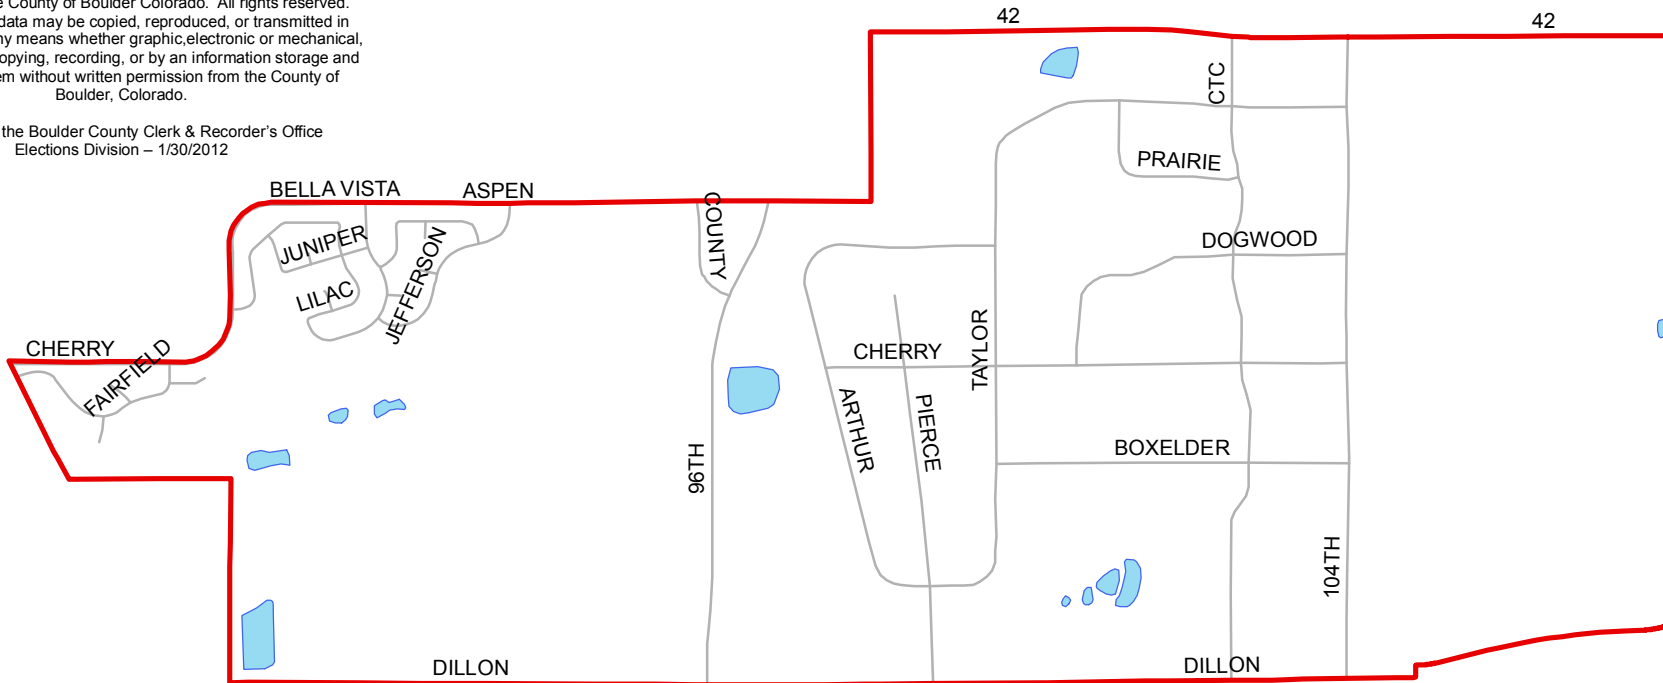 County of Boulder Colorado. All rights reserved.
data may be copied, reproduced, or transmitted in
means whether graphic,electronic or mechanical,
recording, or by an information storage and
without written permission from the County of
Boulder, Colorado.
the Boulder County Clerk & Recorder's Office
Elections Division – 1/30/2012
42
42
CTC
PRAIRIE
BELLA VISTA
ASPEN
COUNTY
JUNIPER
JEFFERSON
DOGWOOD
LILAC
CHERRY
FAIRFIELD
CHERRY
TAYLOR
ARTHUR
PIERCE
96TH
BOXELDER
104TH
DILLON
DILLON